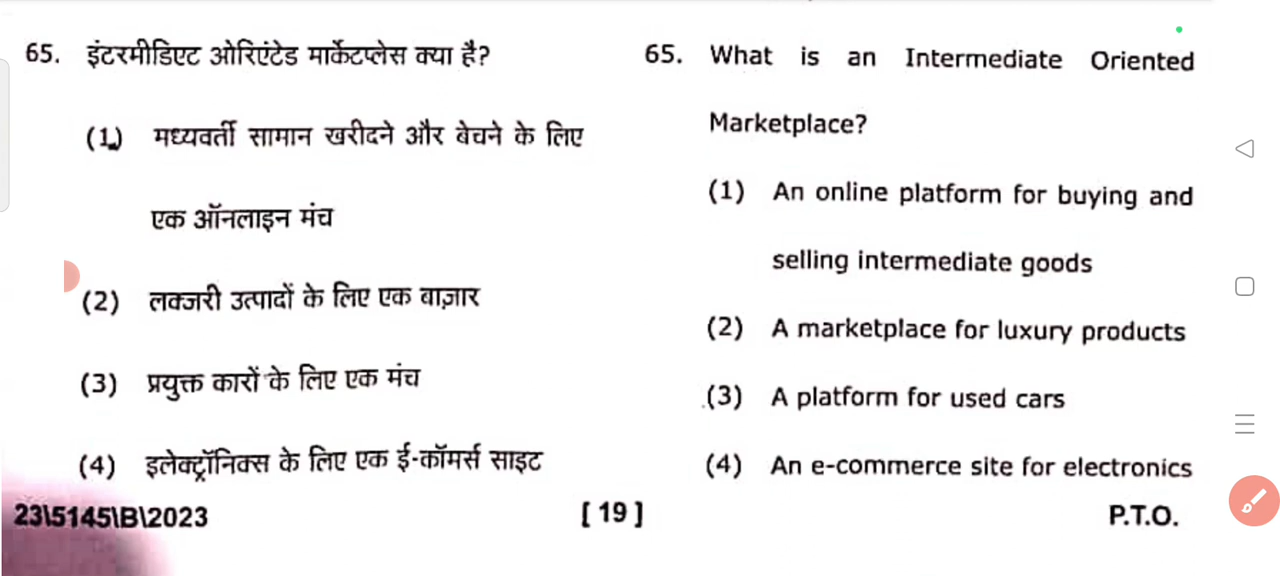 65. इंटरमीडिएट ओरिएंटेड मार्केटप्लेस क्या है?
(1) मध्यवर्ती सामान खरीदने और बेचने के लिए
एक ऑनलाइन मंच
(2) लक्जरी उत्पादों के लिए एक बाज़ार
(3) प्रयुक्त कारों के लिए एक मंच
(4) इलेक्ट्रॉनिक्स के लिए एक ई-कॉमर्स साइट
65. What is an Intermediate Oriented
Marketplace?
(1) An online platform for buying and
selling intermediate goods
(2) A marketplace for luxury products
(3) A platform for used cars
(4) An e-commerce site for electronics
23\5145\B\2023
[ 19 ]
P.T.O.